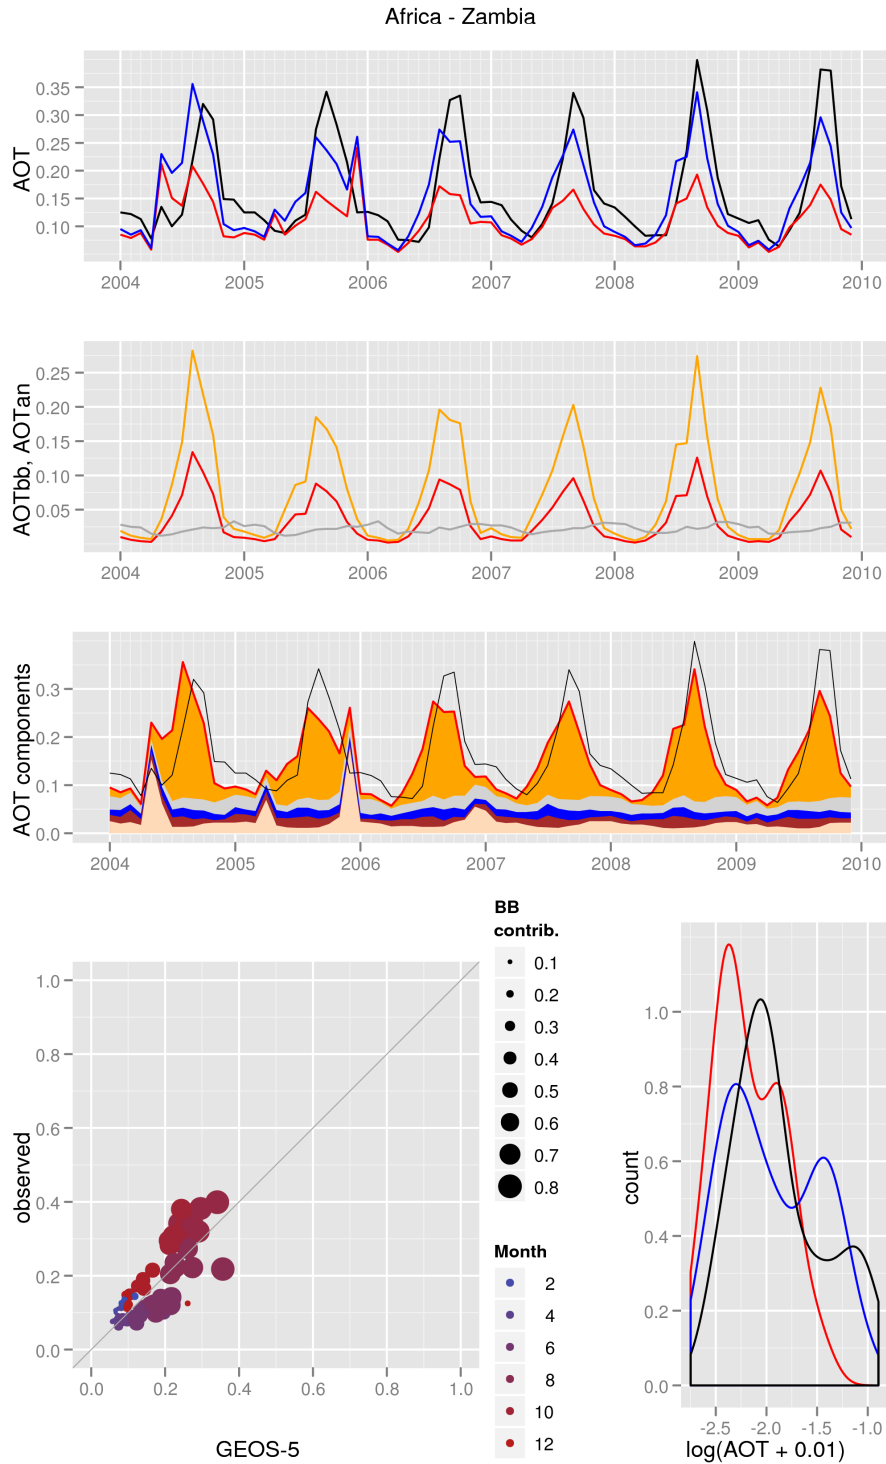 Africa - Zambia
AOT
0.35
0.30
0.25
0.20
0.15
0.10
2004 2005 2006 2007 2008 2009 2010
AOTbb, AOTan
0.25
0.20
0.15
0.10
0.05
2004 2005 2006 2007 2008 2009 2010
AOT components
0.3
0.2
0.1
0.0
2004 2005 2006 2007 2008 2009 2010
observed
1.0
0.8
0.6
0.4
0.2
0.0
0.0 0.2 0.4 0.6 0.8 1.0
GEOS-5
BB
contrib.
0.1
0.2
0.3
0.4
0.5
0.6
0.7
0.8
Month
2
4
6
8
10
12
count
1.0
0.8
0.6
0.4
0.2
0.0
-2.5 -2.0 -1.5 -1.0
log(AOT + 0.01)